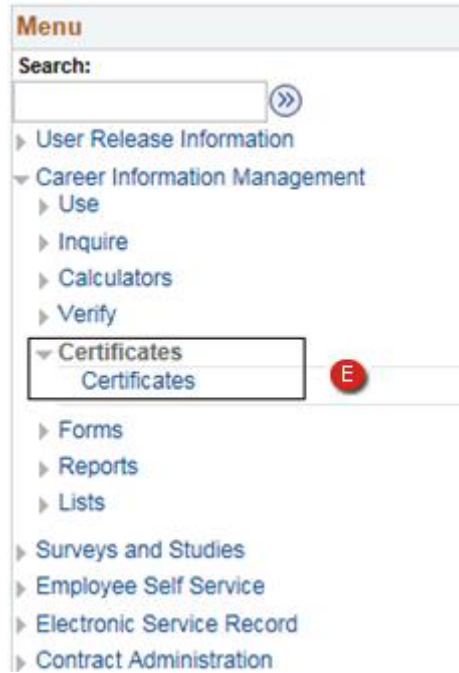 Menu
Search:
User Release Information
Career Information Management
Use
Inquire
Calculators
Verify
Certificates
Certificates
E
Forms
Reports
Lists
Surveys and Studies
Employee Self Service
Electronic Service Record
Contract Administration